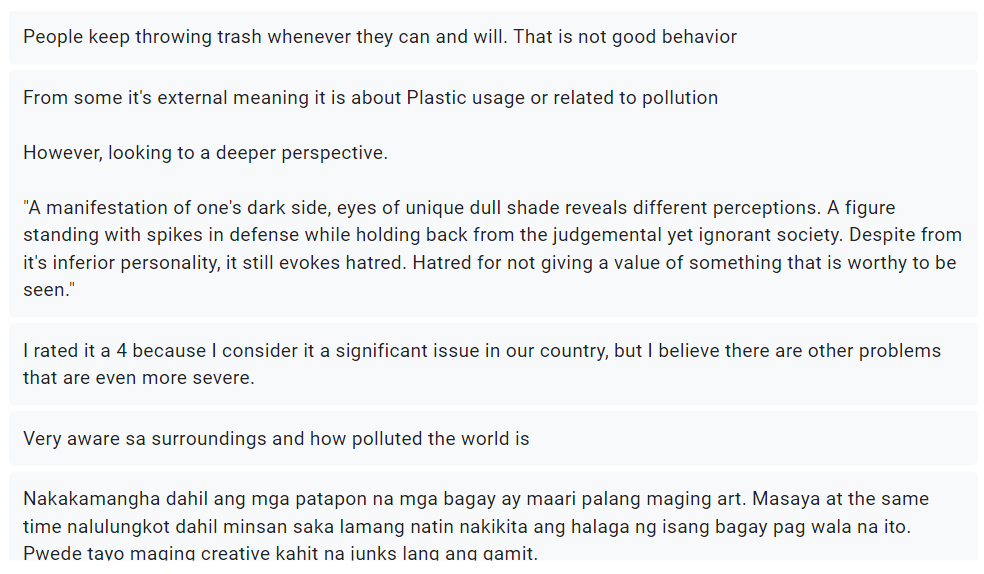 People keep throwing trash whenever they can and will. That is not good behavior
From some it's external meaning it is about Plastic usage or related to pollution
However, looking to a deeper perspective.
"A manifestation of one's dark side, eyes of unique dull shade reveals different perceptions. A figure
standing with spikes in defense while holding back from the judgemental yet ignorant society. Despite from
it's inferior personality, it still evokes hatred. Hatred for not giving a value of something that is worthy to be
seen."
I rated it a 4 because I consider it a significant issue in our country, but I believe there are other problems
that are even more severe.
Very aware sa surroundings and how polluted the world is
Nakakamangha dahil ang mga patapon na mga bagay ay maari palang maging art. Masaya at the same
time nalulungkot dahil minsan saka lamang natin nakikita ang halaga ng isang bagay pag wala na ito.
Pwede tayo maging creative kahit na junks lang ang gamit.